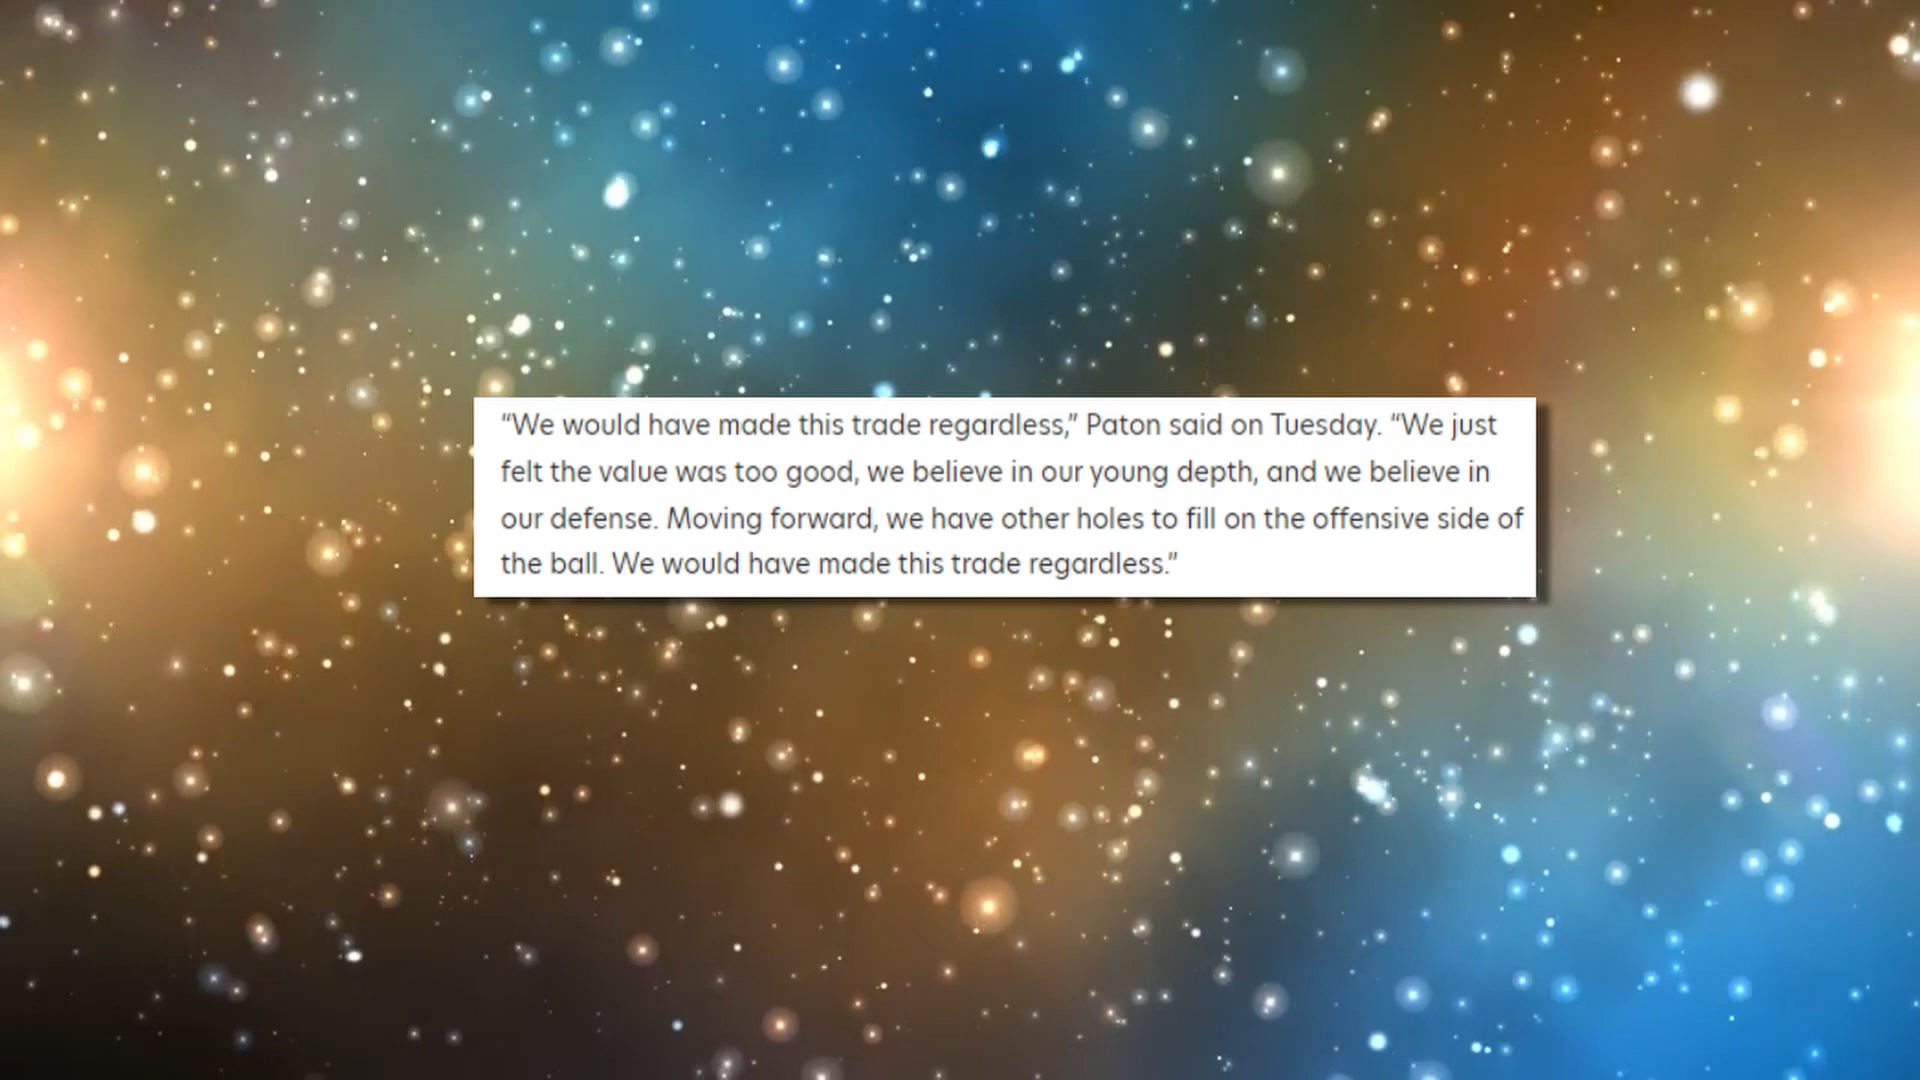 “We would have made this trade regardless,” Paton said on Tuesday. “We just
felt the value was too good, we believe in our young depth, and we believe in
our defense. Moving forward, we have other holes to fill on the offensive side of
the ball. We would have made this trade regardless.”